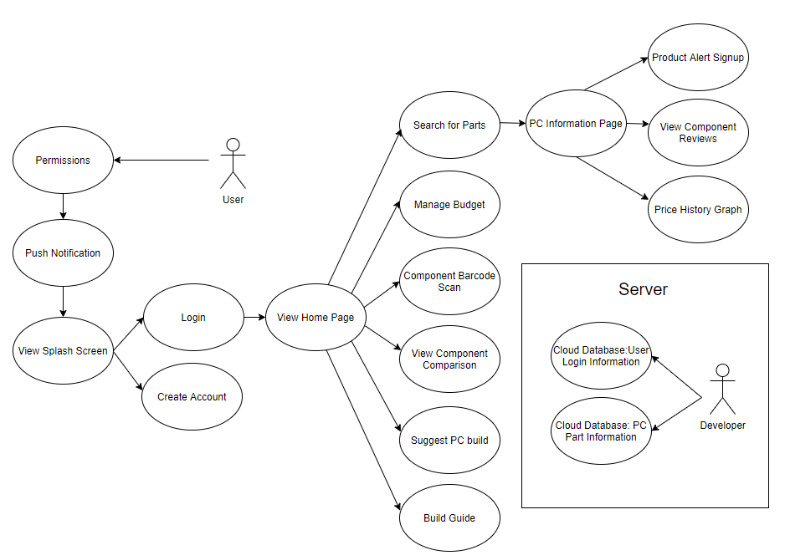 Product Alert Signup
Search for Parts
PC Information Page
View Component
Reviews
Permissions
User
Manage Budget
Price History Graph
Push Notification
Component Barcode
Scan
Server
Login
View Home Page
View Splash Screen
View Component
Comparison
Cloud Database:User
Login Information
Create Account
Suggest PC build
Cloud Database: PC
Part Information
Developer
Build Guide